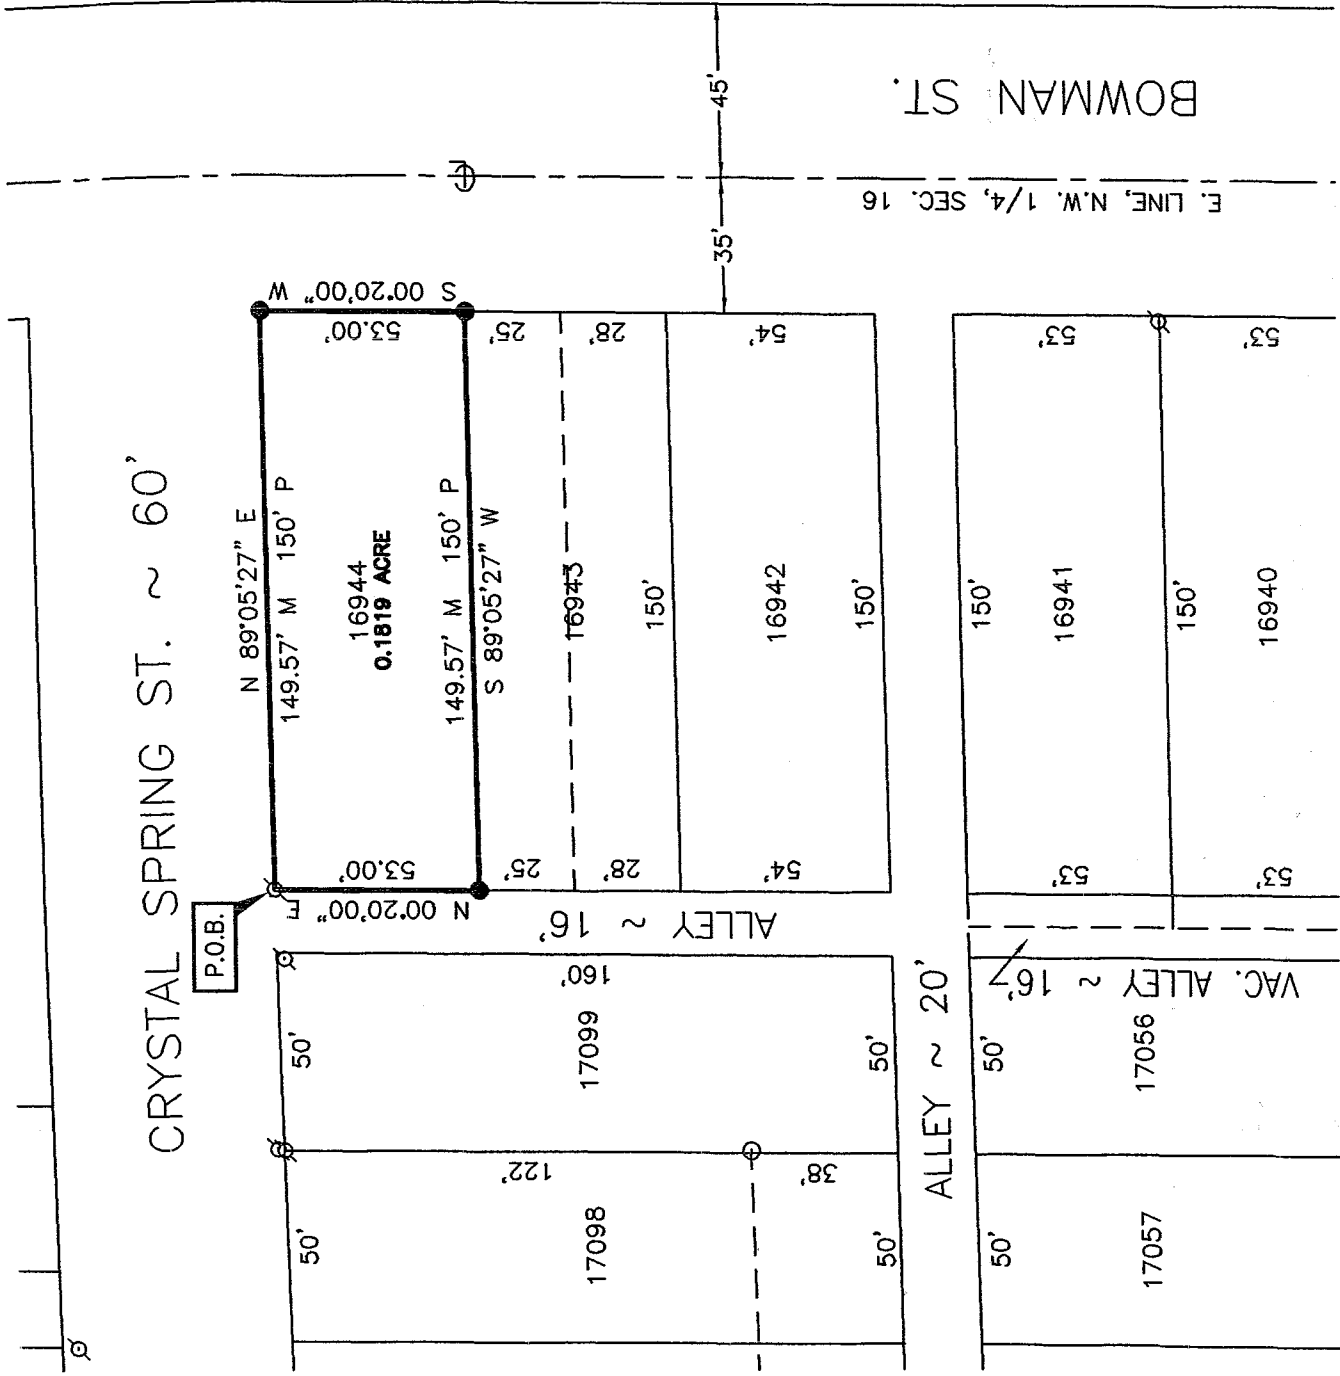 BOWMAN ST.
45'
35'
E. LINE, N.W. 1/4, SEC. 16
CRYSTAL SPRING ST. ~ 60'
P.O.B.
N 89°05'27" E
149.57' M 150' P
S 00°20'00" W
53.00'
16944
0.1819 ACRE
149.57' M 150' P
S 89°05'27" W
53.00'
N 00°20'00" E
25'
28'
16943
25'
28'
150'
54'
16942
54'
150'
ALLEY ~ 16'
150'
53'
16941
53'
150'
53'
16940
53'
VAC. ALLEY ~ 16'
ALLEY ~ 20'
50'
160'
17099
50'
50'
122'
17098
38'
50'
50'
17056
50'
17057